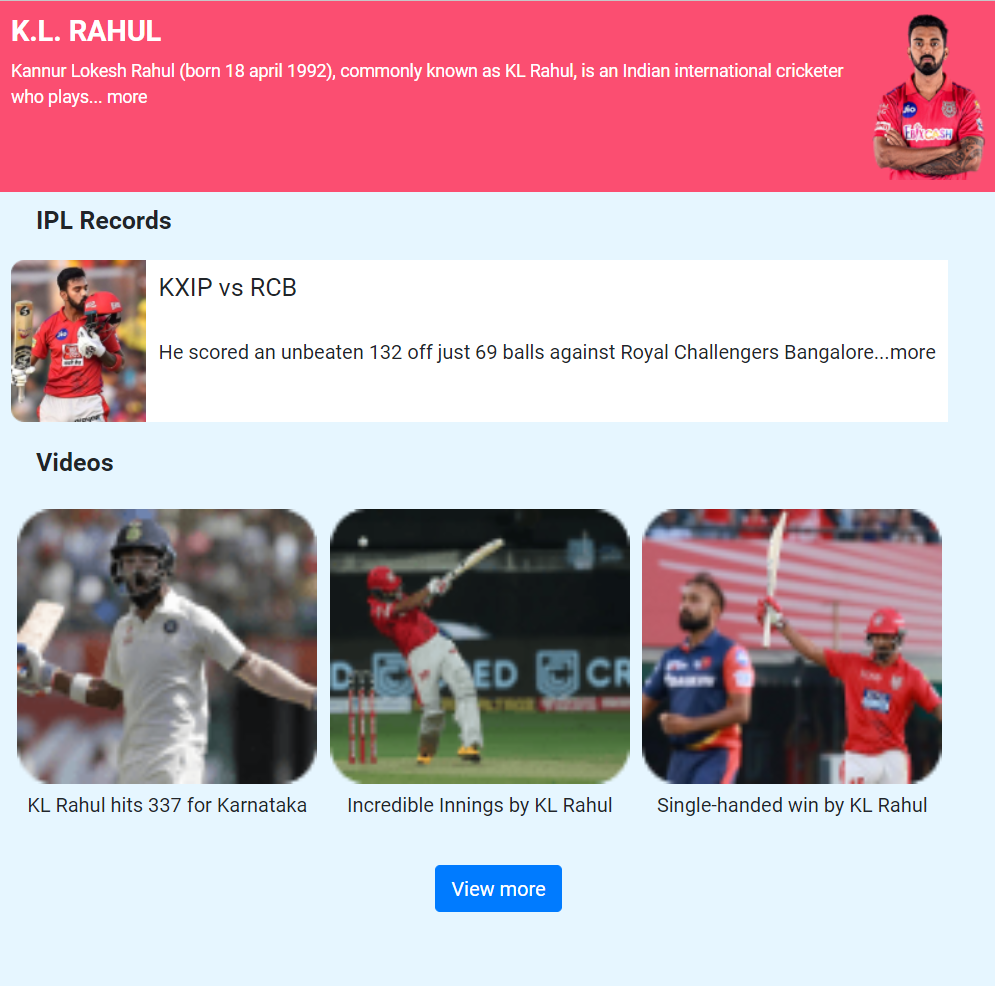 K.L. RAHUL
Kannur Lokesh Rahul (born 18 april 1992), commonly known as KL Rahul, is an Indian international cricketer
who plays... more
Jio
IPL Records
KXIP vs RCB
He scored an unbeaten 132 off just 69 balls against Royal Challengers Bangalore...more
Videos
KL Rahul hits 337 for Karnataka
Incredible Innings by KL Rahul
Single-handed win by KL Rahul
View more